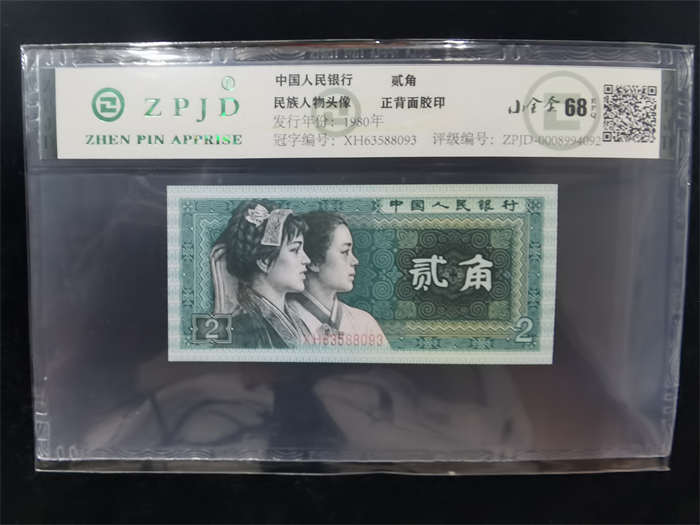 ZPJD
R
ZHEN PIN APPRISE
中国人民银行 贰角
民族人物头像 正背面胶印
发行年份：1980年
冠字编号：XH63588093 评级编号：ZPJD-0008994092
68
EPQ
中国人民银行
贰角
2
2
XH63588093